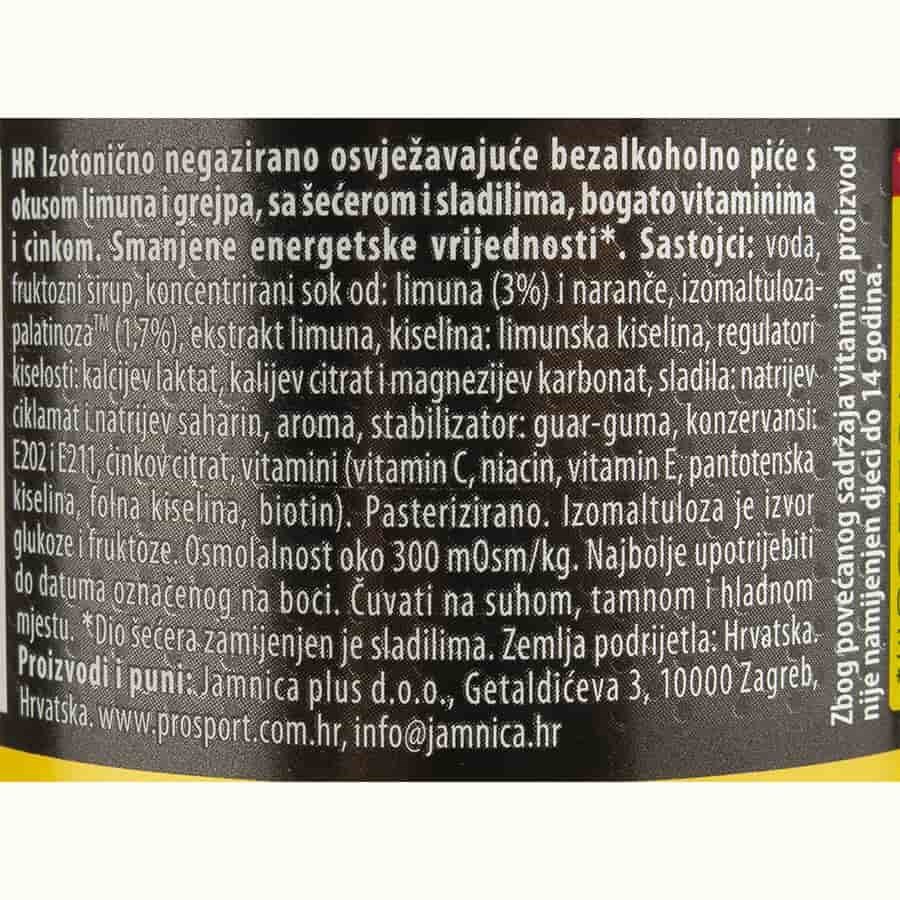 HR Izotonično negazirano osvježavajuće bezalkoholno piće s
okusom limuna i grejpa, sa šećerom i sladilima, bogato vitaminima
i cinkom. Smanjene energetske vrijednosti*. Sastojci: voda,
fruktozni sirup, koncentrirani sok od: limuna (3%) i naranče, izomaltuloza-
palatinoza™ (1,7%), ekstrakt limuna, kiselina: limunska kiselina, regulatori
kiselosti: kalcijev laktat, kalijev citrat i magnezijev karbonat, sladila: natrijev
ciklamat i natrijev saharin, aroma, stabilizator: guar-guma, konzervansi:
E202 i E211, cinkov citrat, vitamini (vitamin C, niacin, vitamin E, pantotenska
kiselina, folna kiselina, biotin). Pasterizirano. Izomaltuloza je izvor
glukoze i fruktoze. Osmolalnost oko 300 mOsm/kg. Najbolje upotrijebiti
do datuma označenog na boci. Čuvati na suhom, tamnom i hladnom
mjestu. *Dio šećera zamijenjen je sladilima. Zemlja podrijetla: Hrvatska.
Proizvodi i puni: Jamnica plus d.o.o., Getaldićeva 3, 10000 Zagreb,
Hrvatska. www.prosport.com.hr, info@jamnica.hr
Zbog povećanog sadržaja vitamina proizvod
nije namijenjen djeci do 14 godina.